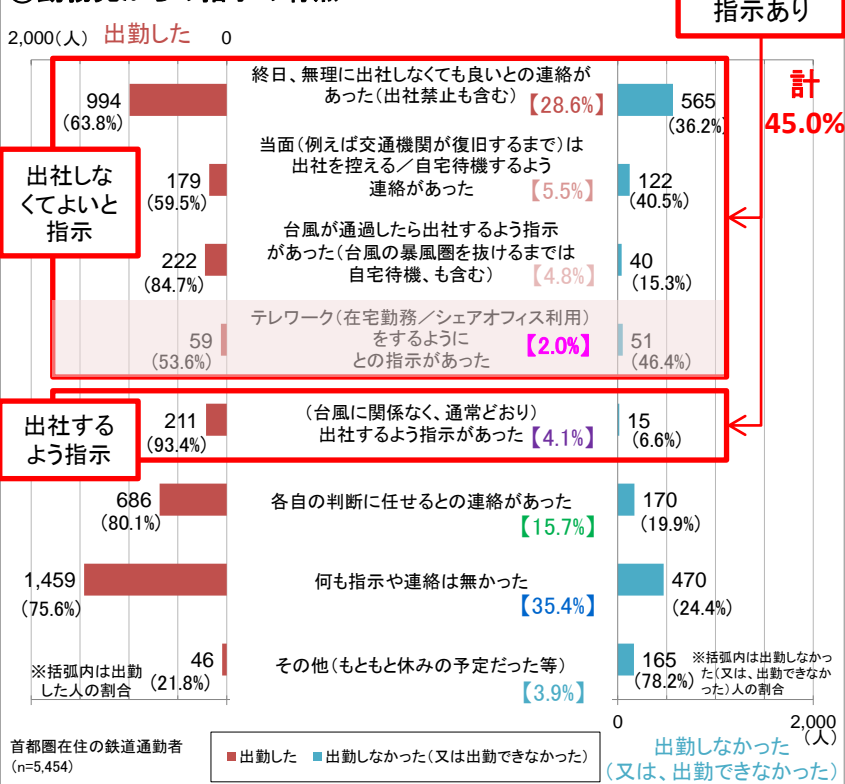 指示あり
2,000(人) 出勤した 0
994
(63.8%)
終日、無理に出社しなくても良いとの連絡が
あった(出社禁止も含む) 【28.6%】
565
(36.2%)
計
45.0%
出社しな
くてよいと
指示
179
(59.5%)
当面(例えば交通機関が復旧するまで)は
出社を控える/自宅待機するよう
連絡があった 【5.5%】
122
(40.5%)
222
(84.7%)
台風が通過したら出社するよう指示
があった(台風の暴風圏を抜けるまでは
自宅待機、も含む) 【4.8%】
40
(15.3%)
59
(53.6%)
テレワーク(在宅勤務/シェアオフィス利用)
をするように
との指示があった 【2.0%】
51
(46.4%)
出社する
よう指示
211
(93.4%)
(台風に関係なく、通常どおり)
出社するよう指示があった 【4.1%】
15
(6.6%)
686
(80.1%)
各自の判断に任せるとの連絡があった
【15.7%】
170
(19.9%)
1,459
(75.6%)
何も指示や連絡は無かった
【35.4%】
470
(24.4%)
46
(21.8%)
※括弧内は出勤
した人の割合
その他(もともと休みの予定だった等)
【3.9%】
165
(78.2%)
※括弧内は出勤しなかっ
た(又は、出勤できなか
った)人の割合
0 2,000
(人)
首都圏在住の鉄道通勤者
(n=5,454)
■出勤した ■出勤しなかった(又は出勤できなかった)
出勤しなかった
(又は、出勤できなかった)